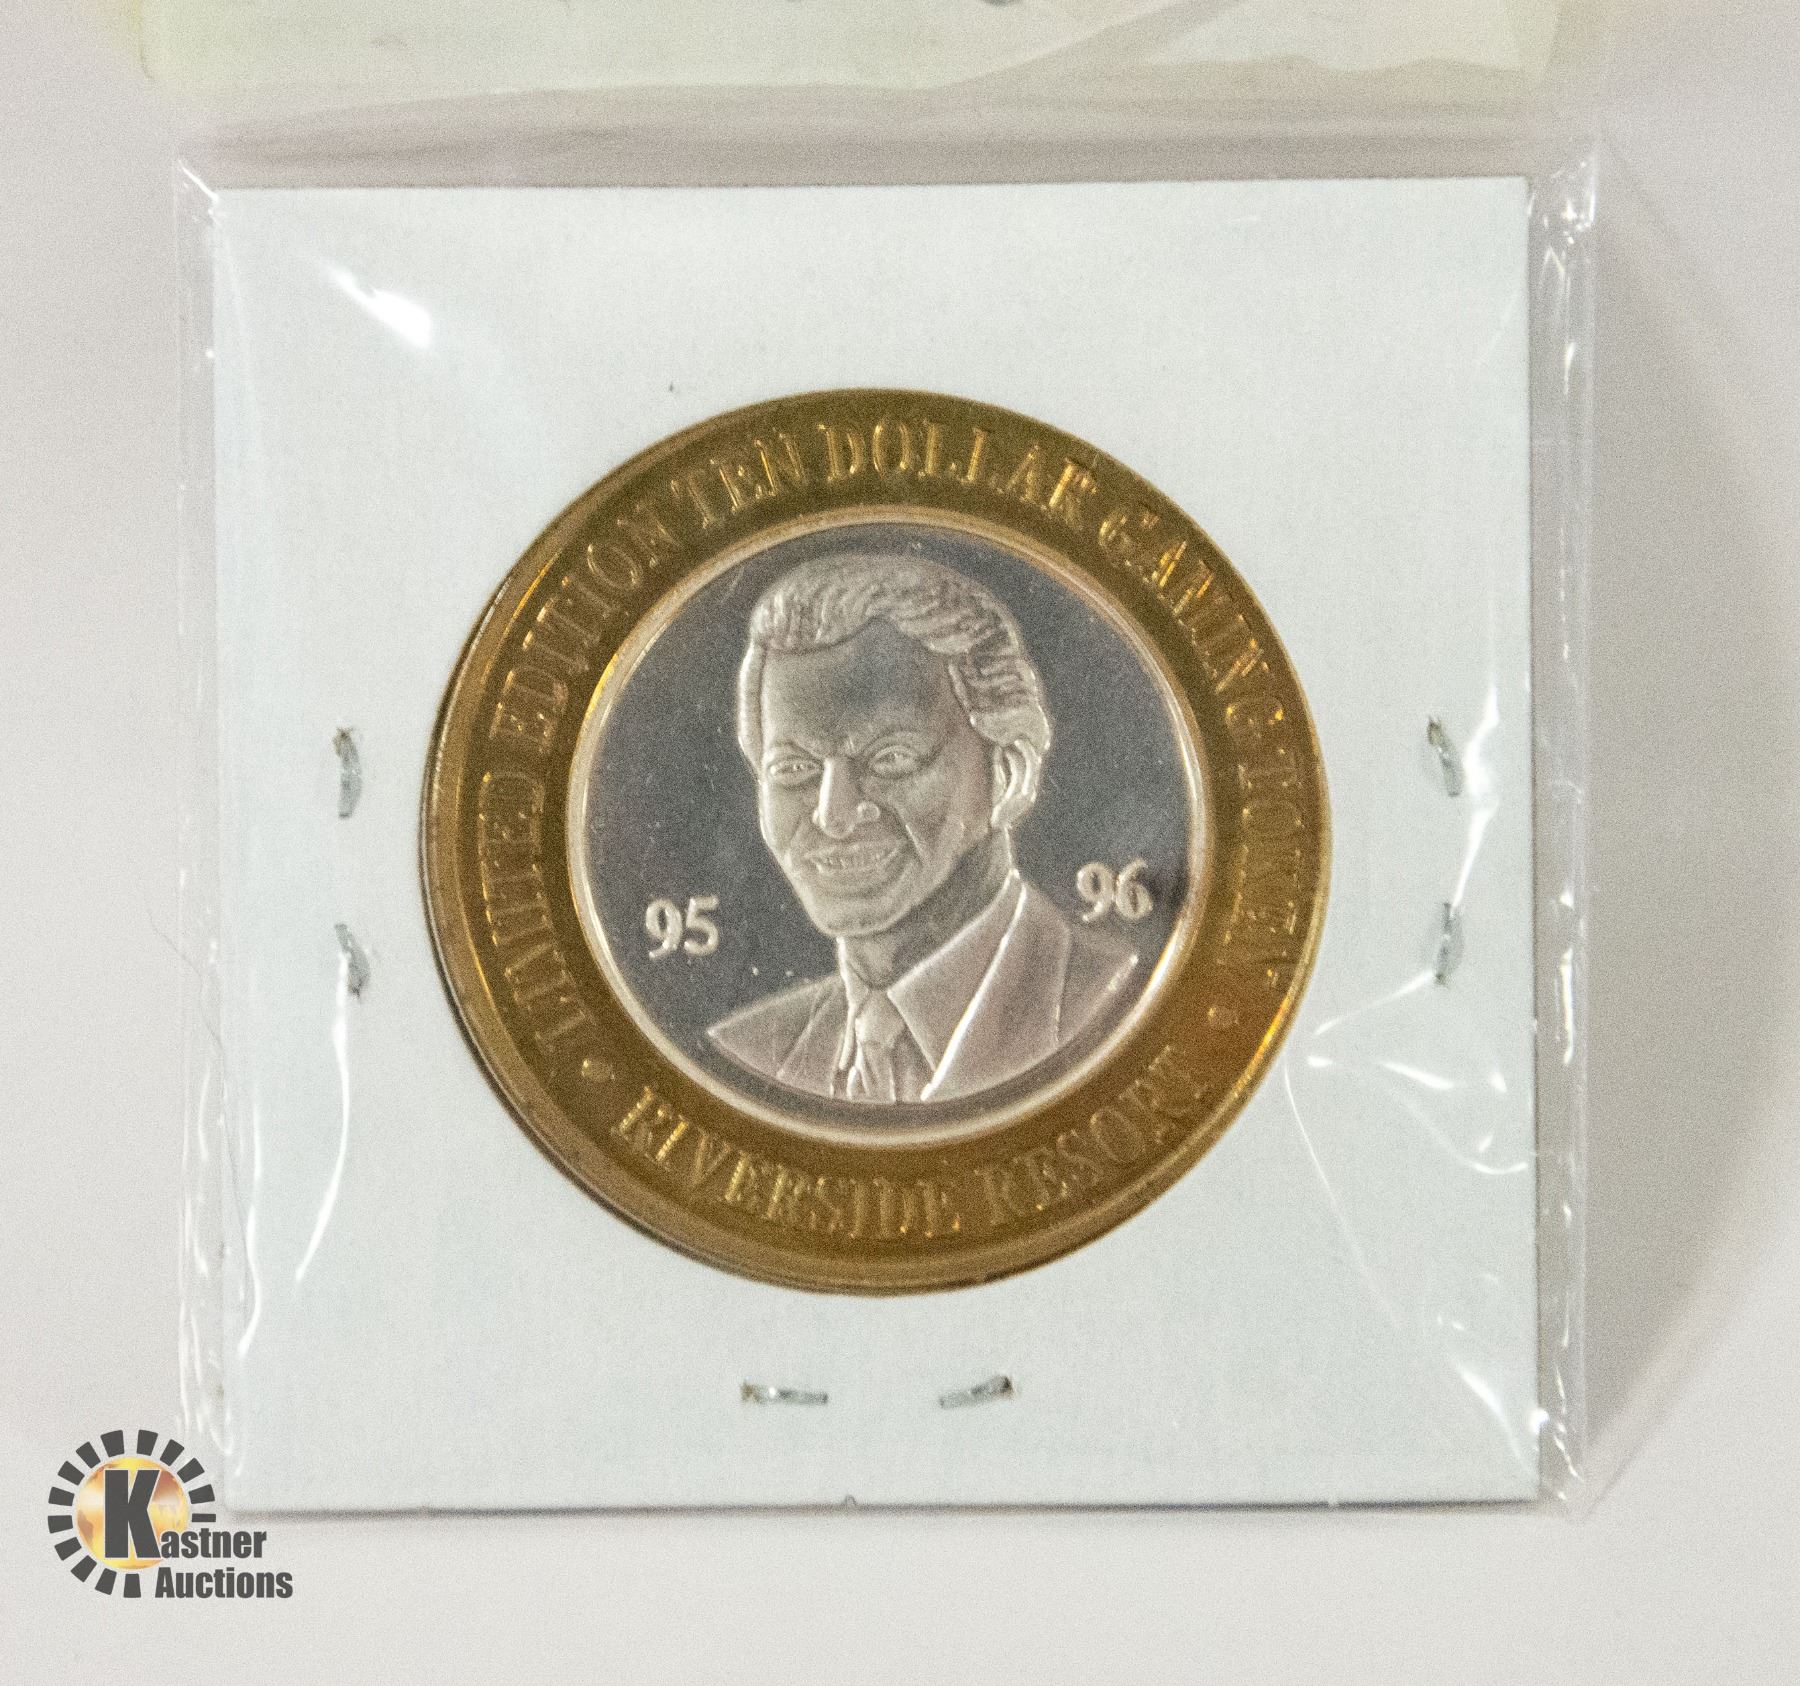 LIMITED EDITION TEN DOLLAR GAMING TOKEN
95 96
• RIVERSIDE RESORT •
Kastner
Auctions